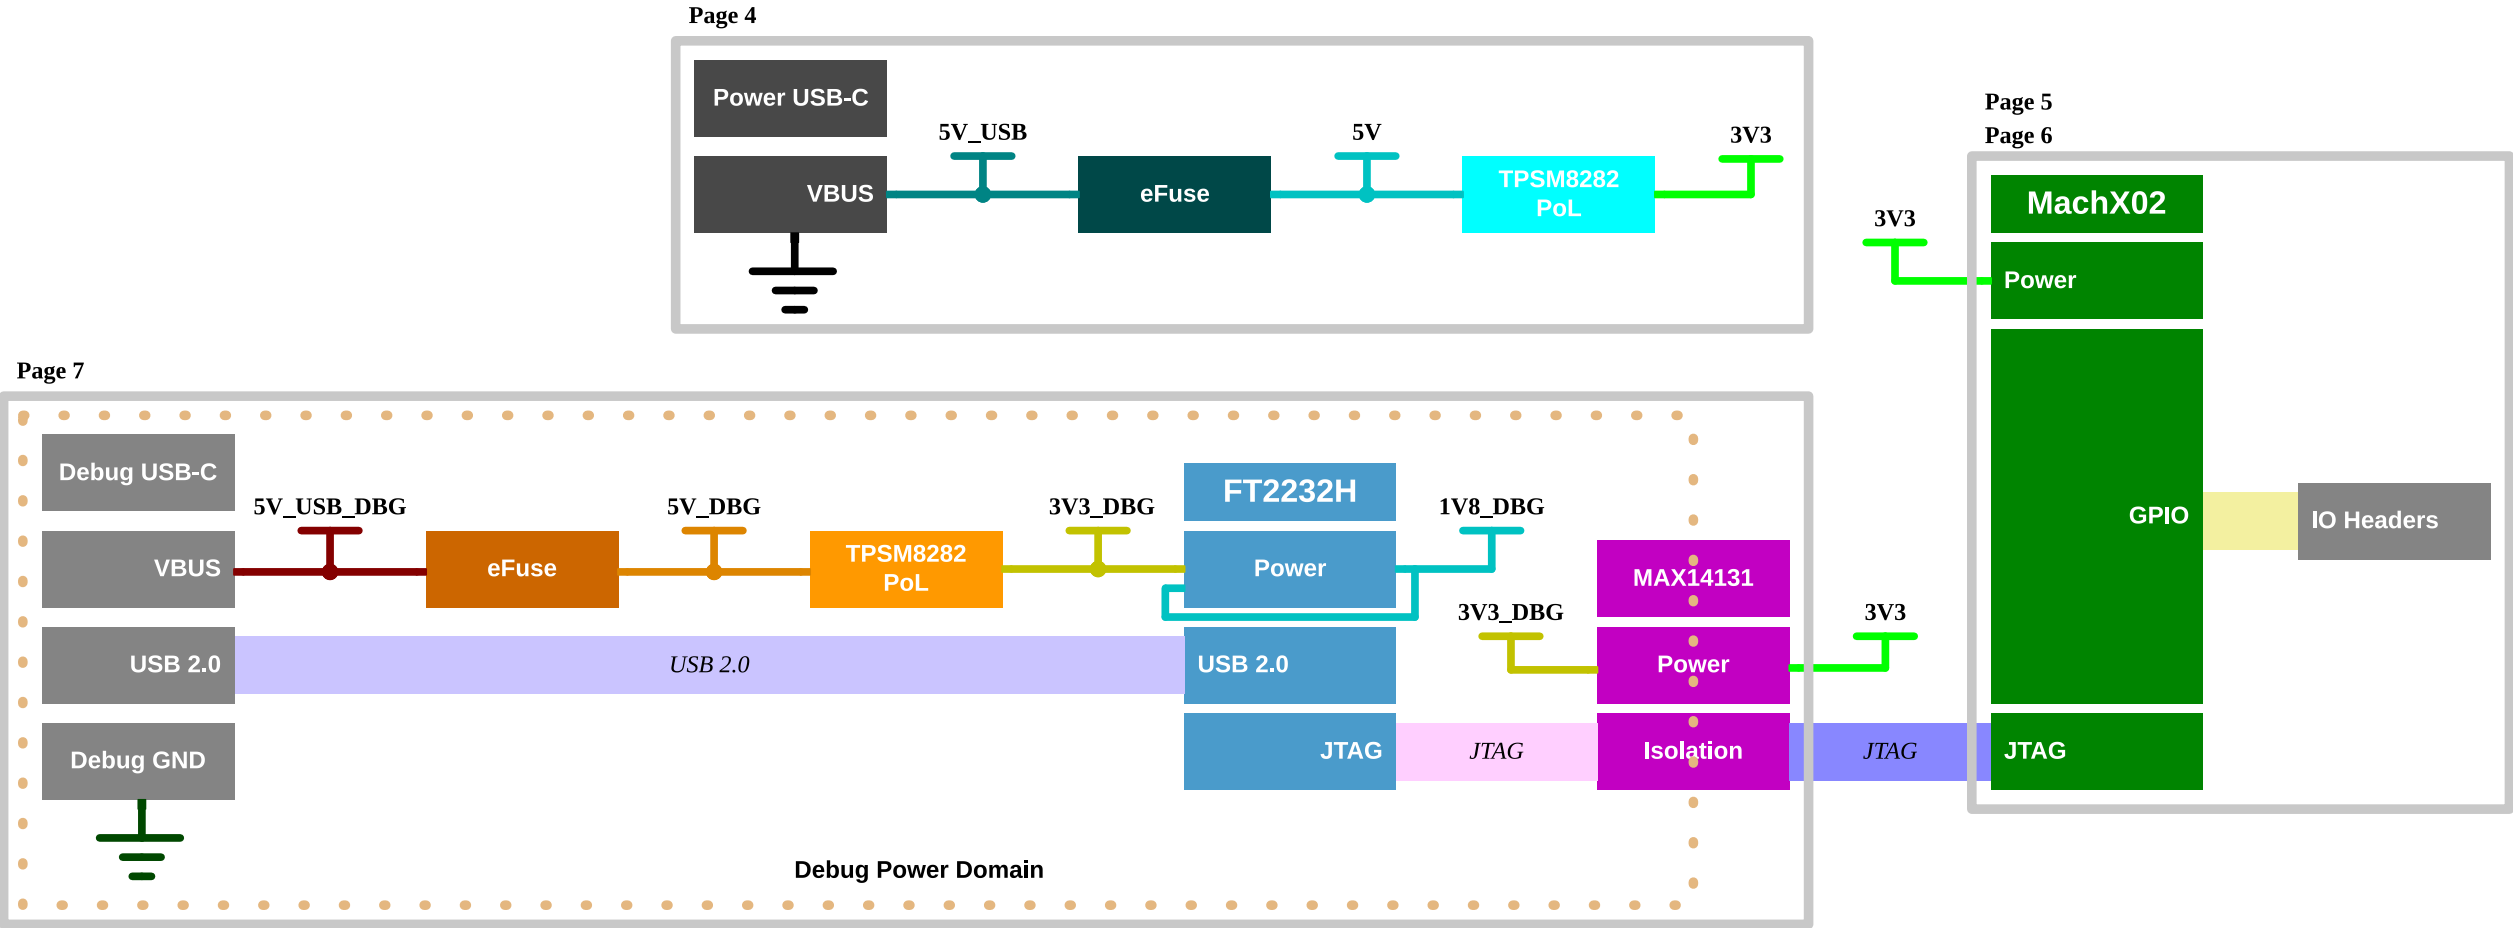 Page 4
Power USB-C
5V_USB
5V
3V3
VBUS
eFuse
TPSM8282
PoL
Page 5
Page 6
MachX02
3V3
Power
GPIO
IO Headers
JTAG
Page 7
Debug USB-C
5V_USB_DBG
5V_DBG
3V3_DBG
FT2232H
1V8_DBG
VBUS
eFuse
TPSM8282
PoL
Power
MAX14131
3V3_DBG
3V3
USB 2.0
USB 2.0
USB 2.0
Power
Debug GND
JTAG
JTAG
Isolation
JTAG
Debug Power Domain